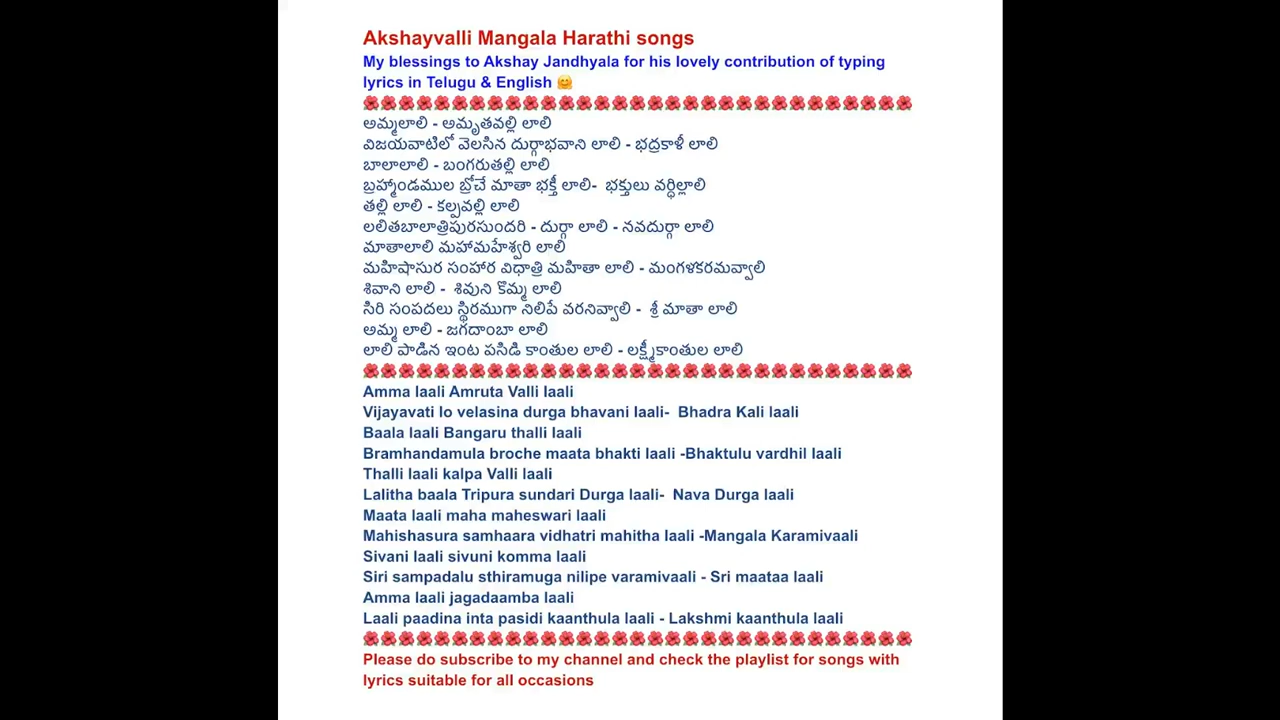 Akshayvalli Mangala Harathi songs
My blessings to Akshay Jandhyala for his lovely contribution of typing
lyrics in Telugu & English 🤗
🌺🌺🌺🌺🌺🌺🌺🌺🌺🌺🌺🌺🌺🌺🌺🌺🌺🌺🌺🌺🌺🌺🌺🌺🌺🌺🌺🌺🌺🌺
అమ్మలాలి - అమృతవల్లి లాలి
విజయవాటిలో వెలసిన దుర్గాభవాని లాలి - భద్రకాళీ లాలి
బాలాలాలి - బంగరుతల్లి లాలి
బ్రహ్మాండముల బ్రోచే మాతా భక్తీ లాలి- భక్తులు వర్ధిల్లాలి
తల్లి లాలి - కల్పవల్లి లాలి
లలితబాలాత్రిపురసుందరి - దుర్గా లాలి - నవదుర్గా లాలి
మాతాలాలి మహామహేశ్వరి లాలి
మహిషాసుర సంహార విధాత్రి మహితా లాలి - మంగళకరమవ్వాలి
శివాని లాలి - శివుని కొమ్మ లాలి
సిరి సంపదలు స్థిరముగా నిలిపే వరనివ్వాలి - శ్రీ మాతా లాలి
అమ్మ లాలి - జగదాంబా లాలి
లాలి పాడిన ఇంట పసిడి కాంతుల లాలి - లక్ష్మీకాంతుల లాలి
🌺🌺🌺🌺🌺🌺🌺🌺🌺🌺🌺🌺🌺🌺🌺🌺🌺🌺🌺🌺🌺🌺🌺🌺🌺🌺🌺🌺🌺🌺
Amma laali Amruta Valli laali
Vijayavati lo velasina durga bhavani laali- Bhadra Kali laali
Baala laali Bangaru thalli laali
Bramhandamula broche maata bhakti laali -Bhaktulu vardhil laali
Thalli laali kalpa Valli laali
Lalitha baala Tripura sundari Durga laali- Nava Durga laali
Maata laali maha maheswari laali
Mahishasura samhaara vidhatri mahitha laali -Mangala Karamivaali
Sivani laali sivuni komma laali
Siri sampadalu sthiramuga nilipe varamivaali - Sri maataa laali
Amma laali jagadaamba laali
Laali paadina inta pasidi kaanthula laali - Lakshmi kaanthula laali
🌺🌺🌺🌺🌺🌺🌺🌺🌺🌺🌺🌺🌺🌺🌺🌺🌺🌺🌺🌺🌺🌺🌺🌺🌺🌺🌺🌺🌺🌺
Please do subscribe to my channel and check the playlist for songs with
lyrics suitable for all occasions